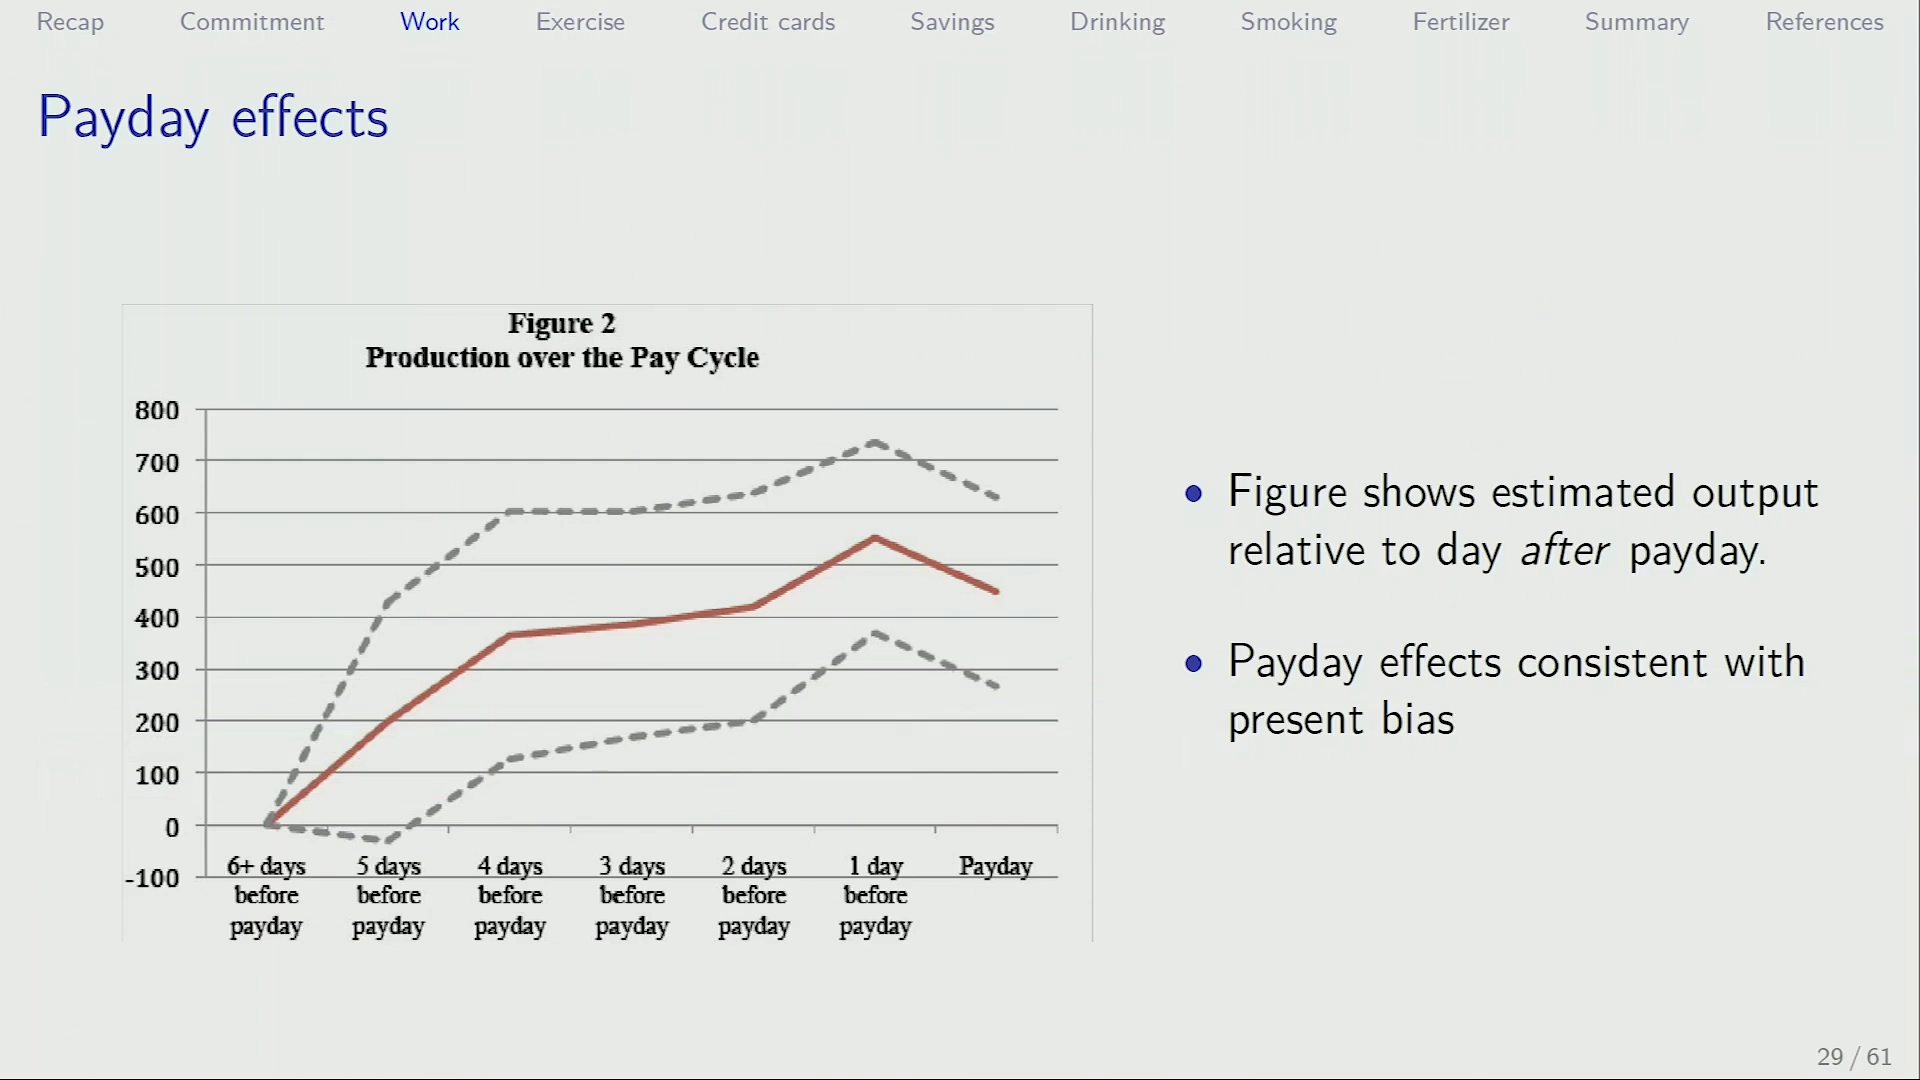 Recap Commitment Work Exercise Credit cards Savings Drinking Smoking Fertilizer Summary References
Payday effects
Figure 2
Production over the Pay Cycle
800
700
600
500
400
300
200
100
0
-100
6+ days before payday
5 days before payday
4 days before payday
3 days before payday
2 days before payday
1 day before payday
Payday
• Figure shows estimated output
relative to day after payday.
• Payday effects consistent with
present bias
29 / 61